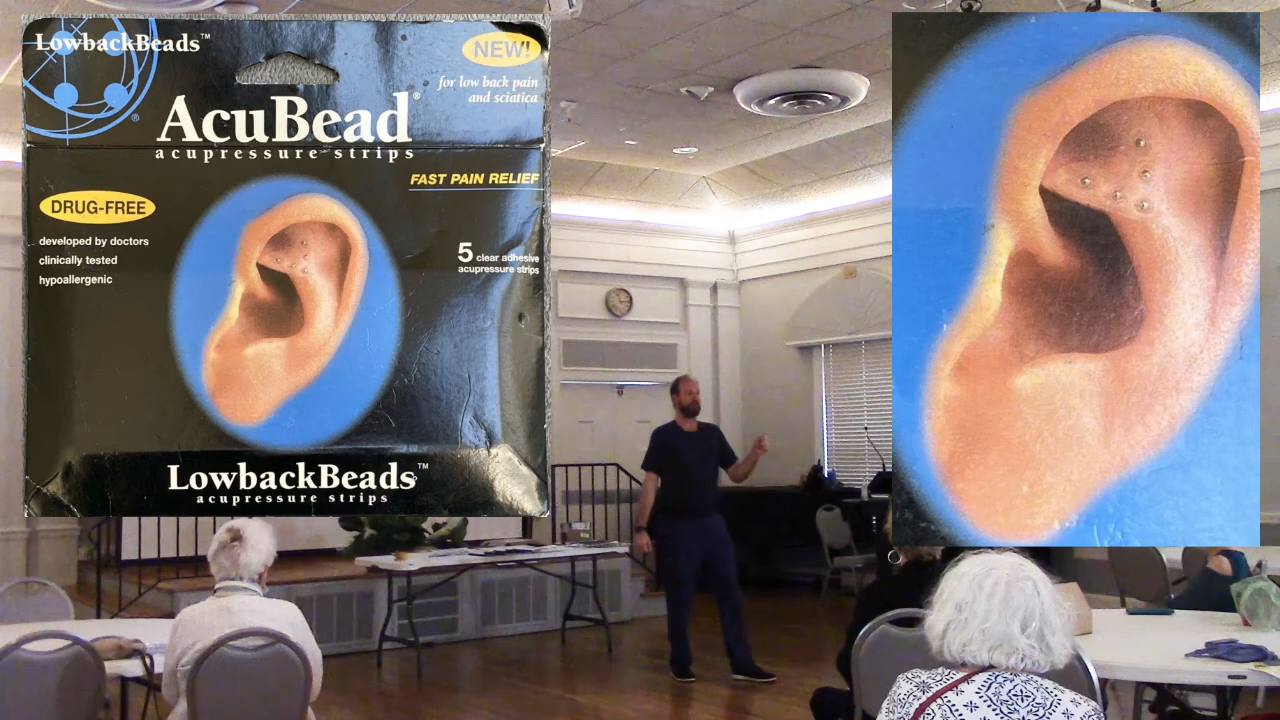 LowbackBeads™
NEW!
for low back pain
and sciatica
AcuBead®
acupressure strips
FAST PAIN RELIEF
DRUG-FREE
developed by doctors
clinically tested
hypoallergenic
5 clear adhesive
acupressure strips
LowbackBeads™
acupressure strips